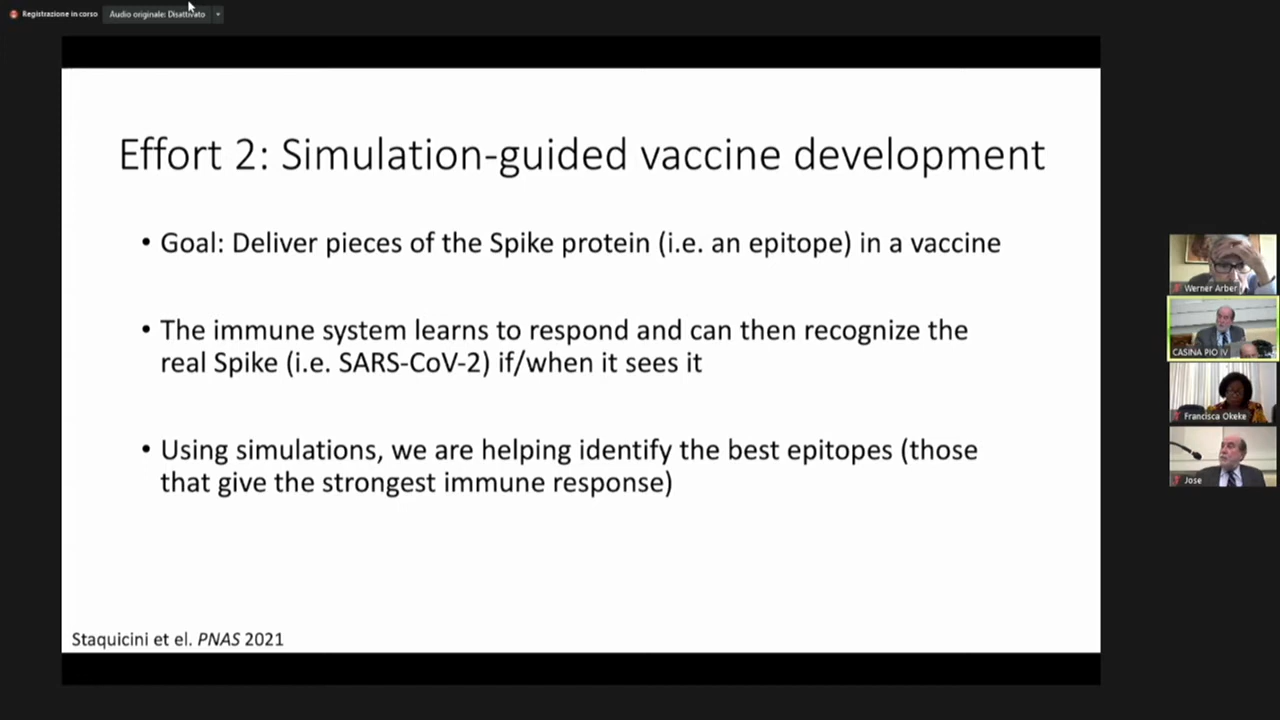 Registrazione in corso
Audio originale: Disattivato
Effort 2: Simulation-guided vaccine development
• Goal: Deliver pieces of the Spike protein (i.e. an epitope) in a vaccine
• The immune system learns to respond and can then recognize the
real Spike (i.e. SARS-CoV-2) if/when it sees it
• Using simulations, we are helping identify the best epitopes (those
that give the strongest immune response)
Staquicini et el. PNAS 2021
Werner Arber
CASINA PIO IV
Francisca Okeke
Jose